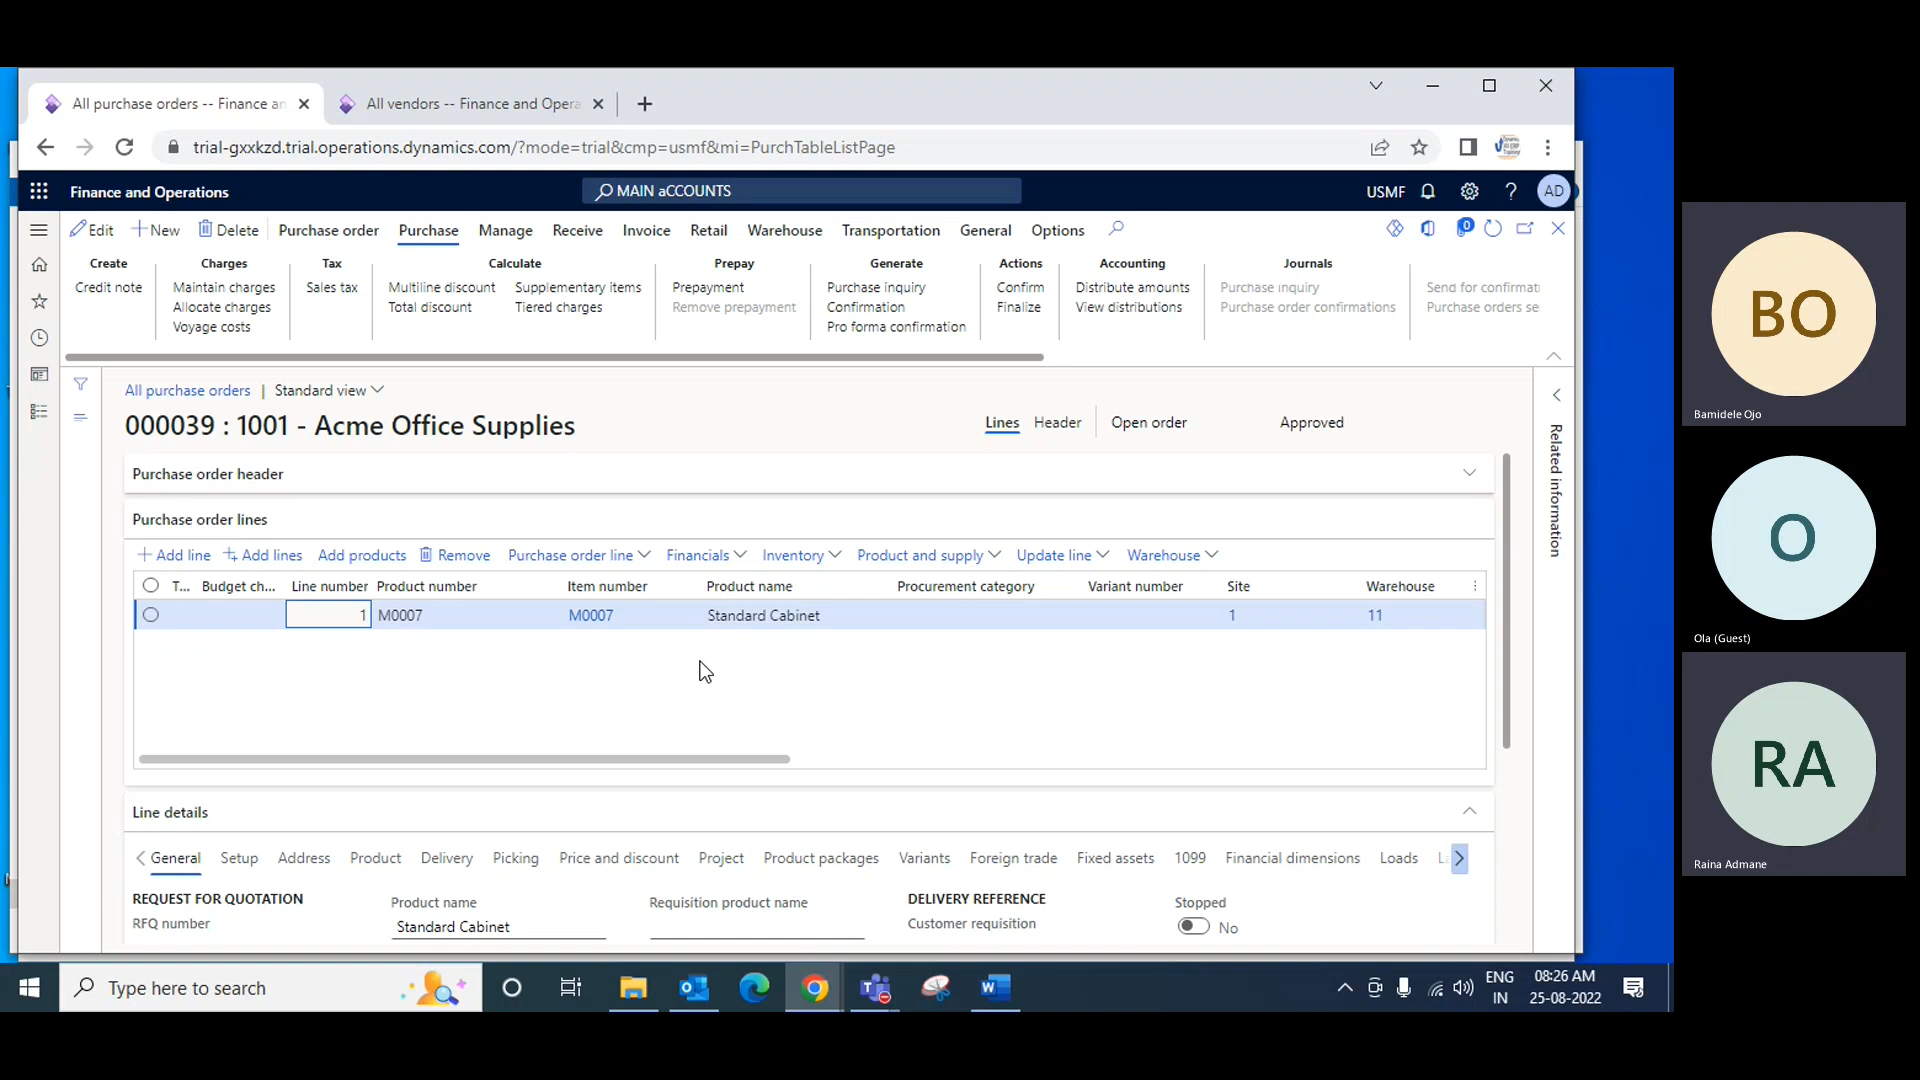 All purchase orders -- Finance an
All vendors -- Finance and Opera
trial-gxxkzd.trial.operations.dynamics.com/?mode=trial&cmp=usmf&mi=PurchTableListPage
Finance and Operations
MAIN aCCOUNTS
USMF
AD
Edit New Delete Purchase order Purchase Manage Receive Invoice Retail Warehouse Transportation General Options
0
Create Charges Tax Calculate Prepay Generate Actions Accounting Journals
Credit note Maintain charges Sales tax Multiline discount Supplementary items Prepayment Purchase inquiry Confirm Distribute amounts Purchase inquiry Send for confirmati
Allocate charges Total discount Tiered charges Remove prepayment Confirmation Finalize View distributions Purchase order confirmations Purchase orders se
Voyage costs Pro forma confirmation
All purchase orders | Standard view
000039 : 1001 - Acme Office Supplies
Lines Header Open order Approved
Related information
Purchase order header
Purchase order lines
Add line Add lines Add products Remove Purchase order line Financials Inventory Product and supply Update line Warehouse
T... Budget ch... Line number Product number Item number Product name Procurement category Variant number Site Warehouse
1 M0007 M0007 Standard Cabinet 1 11
Line details
General Setup Address Product Delivery Picking Price and discount Project Product packages Variants Foreign trade Fixed assets 1099 Financial dimensions Loads
REQUEST FOR QUOTATION Product name Requisition product name DELIVERY REFERENCE Stopped
RFQ number Standard Cabinet Customer requisition No
Type here to search
ENG
IN
08:26 AM
25-08-2022
BO
Bamidele Ojo
O
Ola (Guest)
RA
Raina Admane